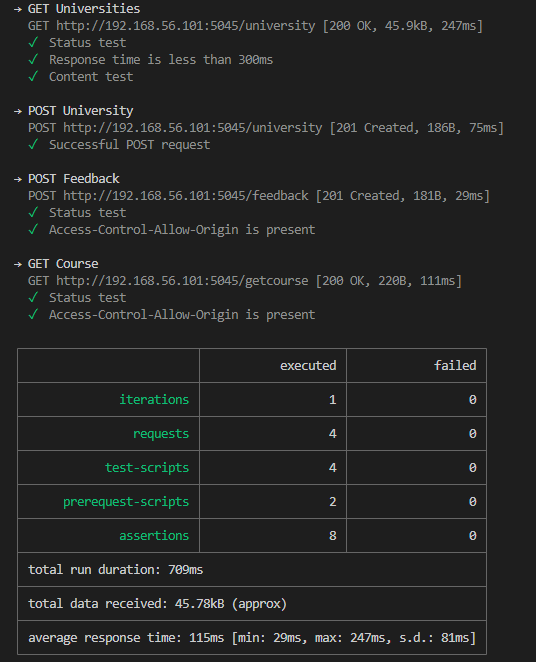 → GET Universities
GET http://192.168.56.101:5045/university [200 OK, 45.9kB, 247ms]
✓ Status test
✓ Response time is less than 300ms
✓ Content test
→ POST University
POST http://192.168.56.101:5045/university [201 Created, 186B, 75ms]
✓ Successful POST request
→ POST Feedback
POST http://192.168.56.101:5045/feedback [201 Created, 181B, 29ms]
✓ Status test
✓ Access-Control-Allow-Origin is present
→ GET Course
GET http://192.168.56.101:5045/getcourse [200 OK, 220B, 111ms]
✓ Status test
✓ Access-Control-Allow-Origin is present
executed failed
iterations 1 0
requests 4 0
test-scripts 4 0
prerequest-scripts 2 0
assertions 8 0
total run duration: 709ms
total data received: 45.78kB (approx)
average response time: 115ms [min: 29ms, max: 247ms, s.d.: 81ms]